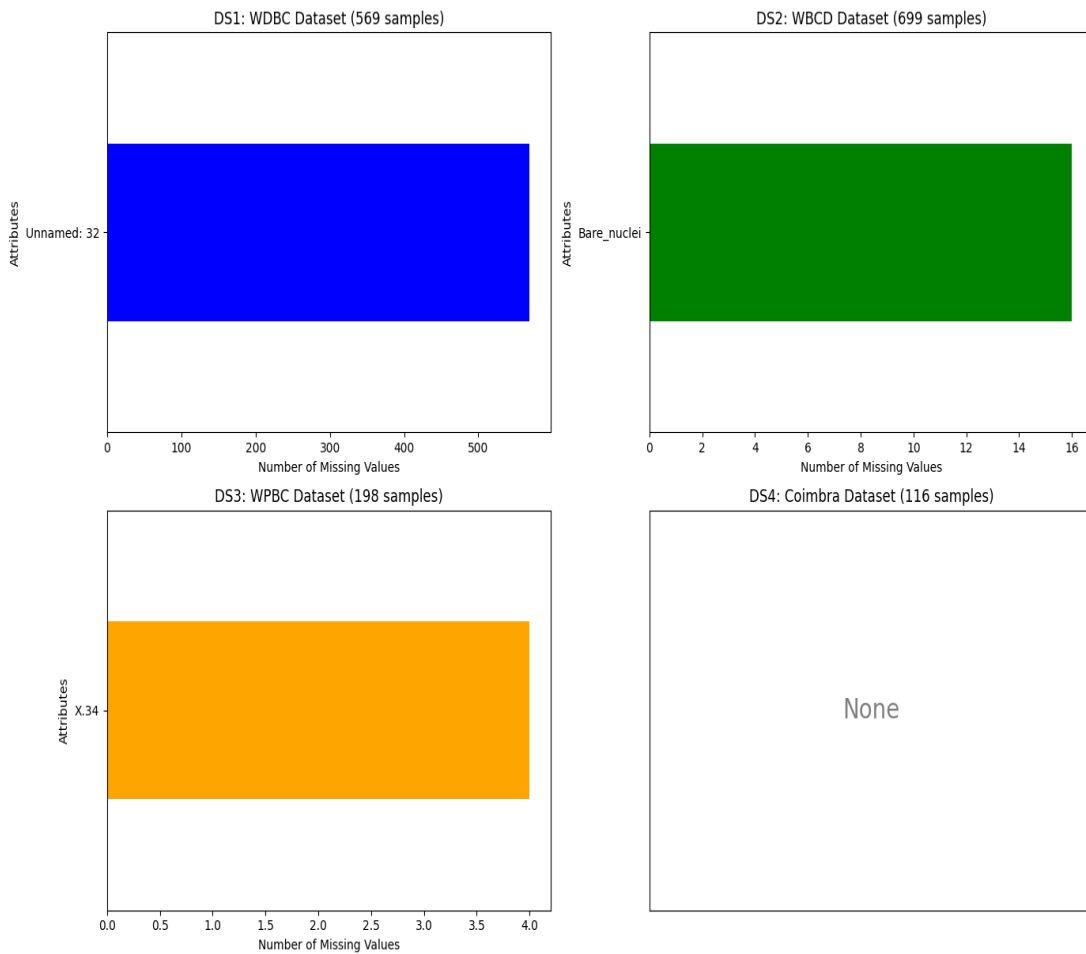 DS1: WDBC Dataset (569 samples)
Attributes
Unnamed: 32
0 100 200 300 400 500
Number of Missing Values
DS2: WBCD Dataset (699 samples)
Attributes
Bare_nuclei
0 2 4 6 8 10 12 14 16
Number of Missing Values
DS3: WPBC Dataset (198 samples)
Attributes
X.34
0.0 0.5 1.0 1.5 2.0 2.5 3.0 3.5 4.0
Number of Missing Values
DS4: Coimbra Dataset (116 samples)
None